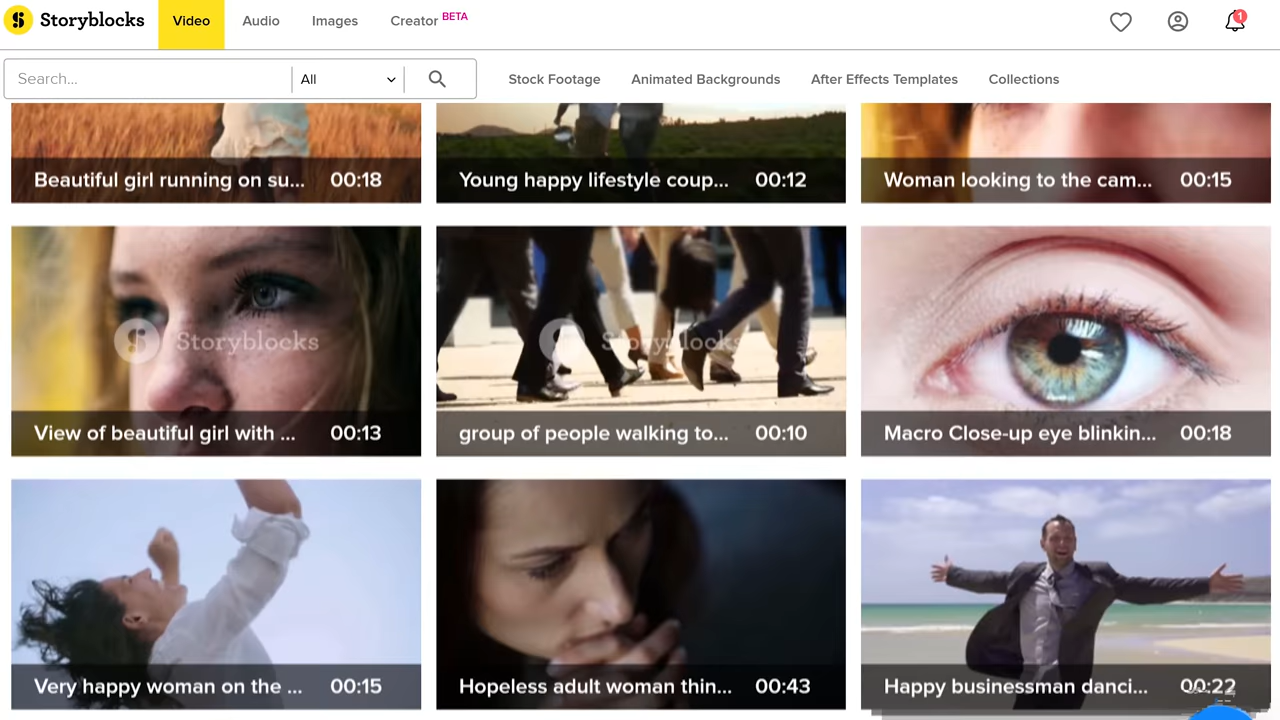 Storyblocks
Video
Audio
Images
Creator BETA
1
Search...
All
Stock Footage
Animated Backgrounds
After Effects Templates
Collections
Beautiful girl running on su... 00:18
Young happy lifestyle coup... 00:12
Woman looking to the cam... 00:15
Storyblocks
View of beautiful girl with ... 00:13
Storyblocks
group of people walking to... 00:10
Macro Close-up eye blinkin... 00:18
Very happy woman on the ... 00:15
Hopeless adult woman thin... 00:43
Happy businessman danci... 00:22